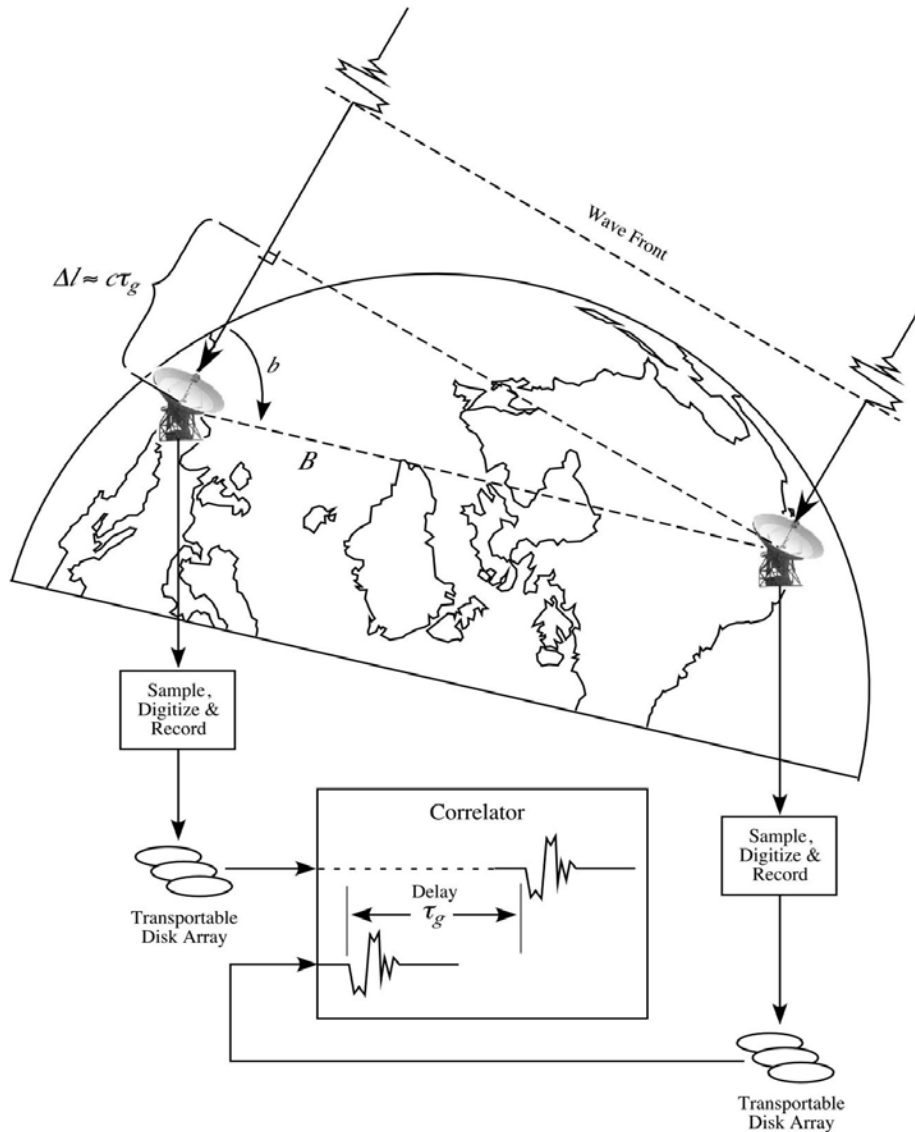 Wave Front
Δl ≈ cτg
b
B
Sample,
Digitize &
Record
Correlator
Sample,
Digitize &
Record
Delay
τg
Transportable
Disk Array
Transportable
Disk Array